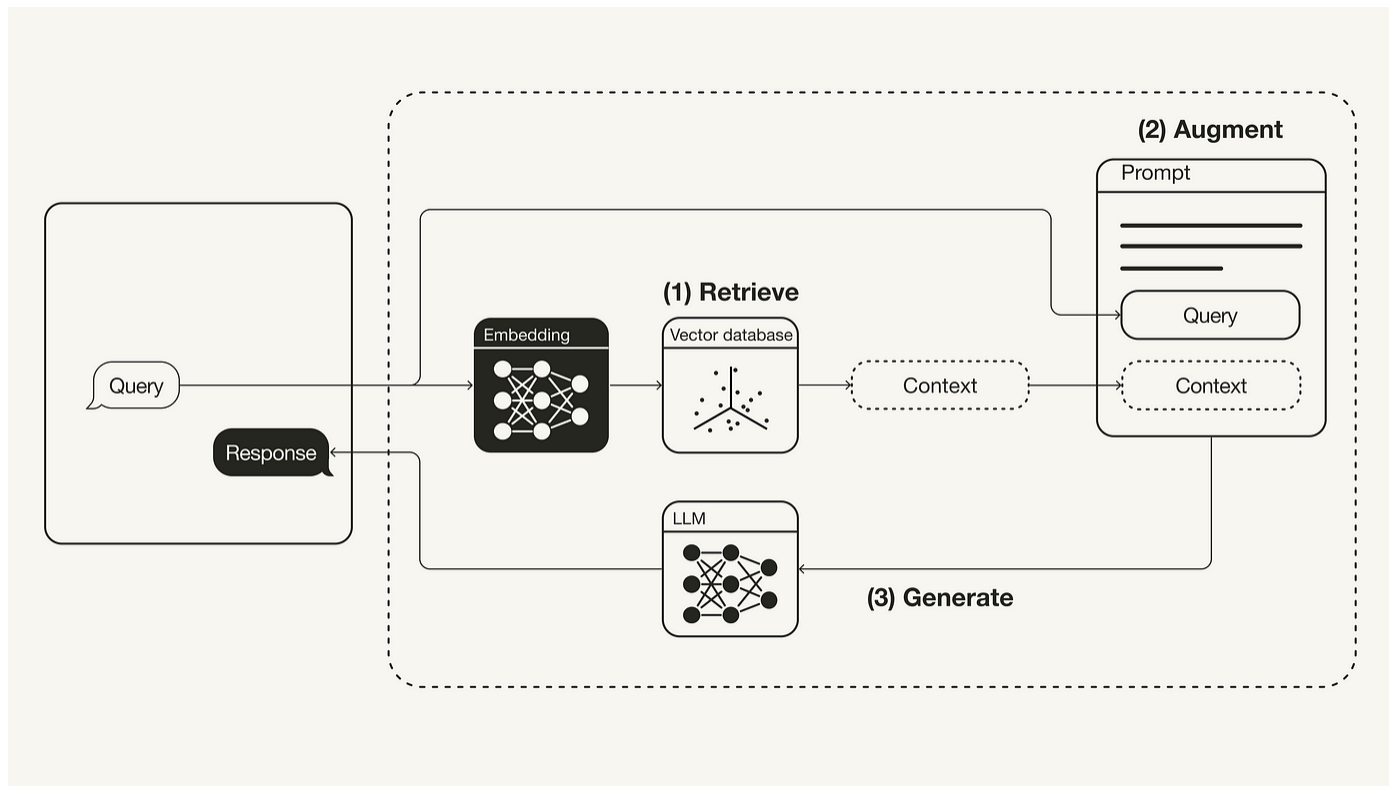 (2) Augment
Prompt
(1) Retrieve
Query
Embedding
Vector database
Query
Context
Context
Response
LLM
(3) Generate